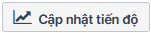 Cập nhật tiến độ